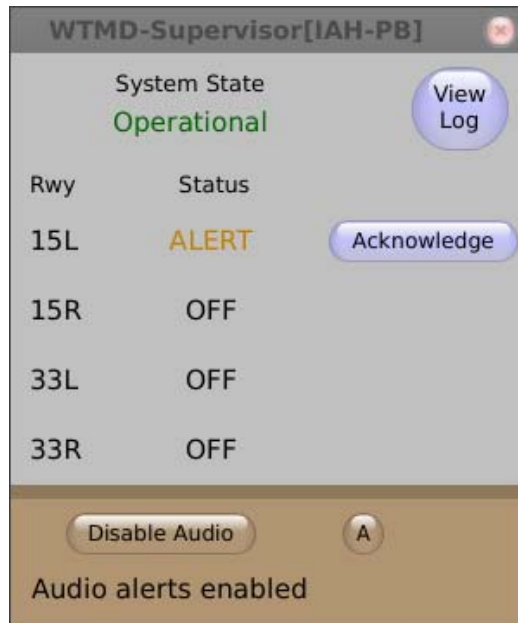 WTMD-Supervisor[IAH-PB]
System State
Operational
View
Log
Rwy Status
15L ALERT Acknowledge
15R OFF
33L OFF
33R OFF
Disable Audio A
Audio alerts enabled